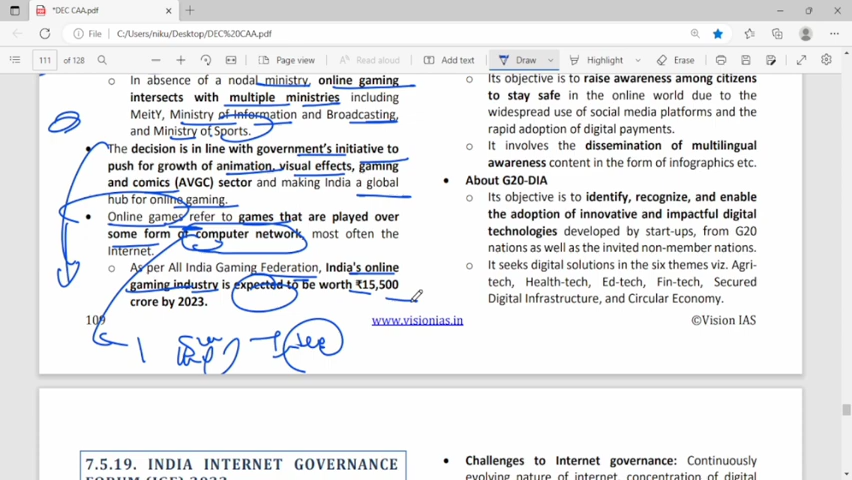 *DEC CAA.pdf
File
C:/Users/niku/Desktop/DEC%20CAA.pdf
111 of 128
Page view
Read aloud
Add text
Draw
Highlight
Erase
o In absence of a nodal ministry, online gaming
intersects with multiple ministries including
MeitY, Ministry of Information and Broadcasting,
and Ministry of Sports.
• The decision is in line with government's initiative to
push for growth of animation, visual effects, gaming
and comics (AVGC) sector and making India a global
hub for online gaming.
• Online games refer to games that are played over
some form of computer network, most often the
Internet.
o As per All India Gaming Federation, India's online
gaming industry is expected to be worth ₹15,500
crore by 2023.
o Its objective is to raise awareness among citizens
to stay safe in the online world due to the
widespread use of social media platforms and the
rapid adoption of digital payments.
o It involves the dissemination of multilingual
awareness content in the form of infographics etc.
• About G20-DIA
o Its objective is to identify, recognize, and enable
the adoption of innovative and impactful digital
technologies developed by start-ups, from G20
nations as well as the invited non-member nations.
o It seeks digital solutions in the six themes viz. Agri-
tech, Health-tech, Ed-tech, Fin-tech, Secured
Digital Infrastructure, and Circular Economy.
109
www.visionias.in
©Vision IAS
7.5.19. INDIA INTERNET GOVERNANCE
FORUM (IGF) 2022
• Challenges to Internet governance: Continuously
evolving nature of internet, concentration of digital